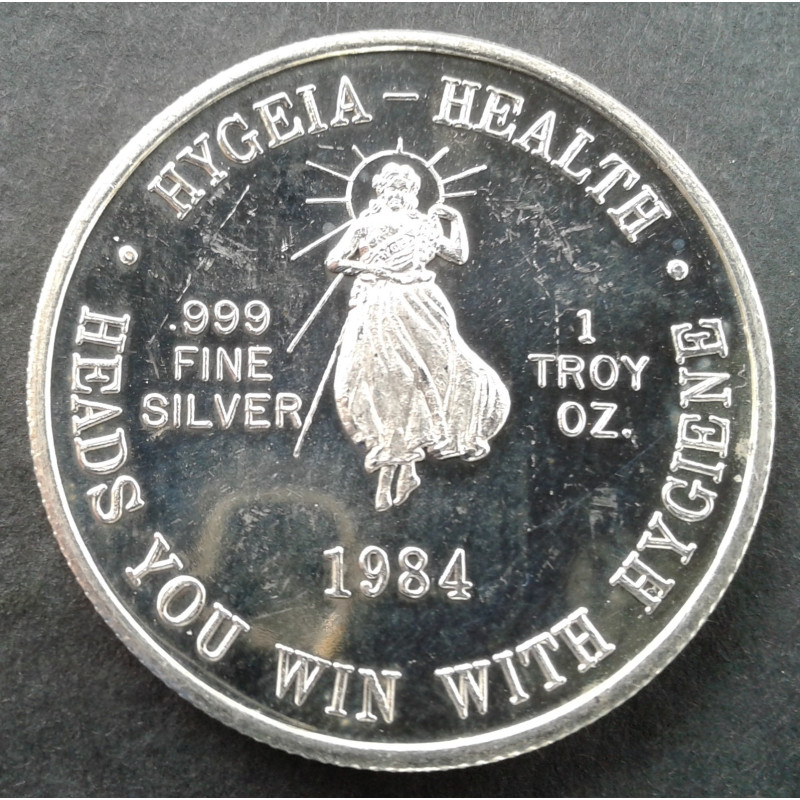 HYGEIA – HEALTH
.999
FINE
SILVER
1
TROY
OZ.
1984
· HEADS YOU WIN WITH HYGIENE ·